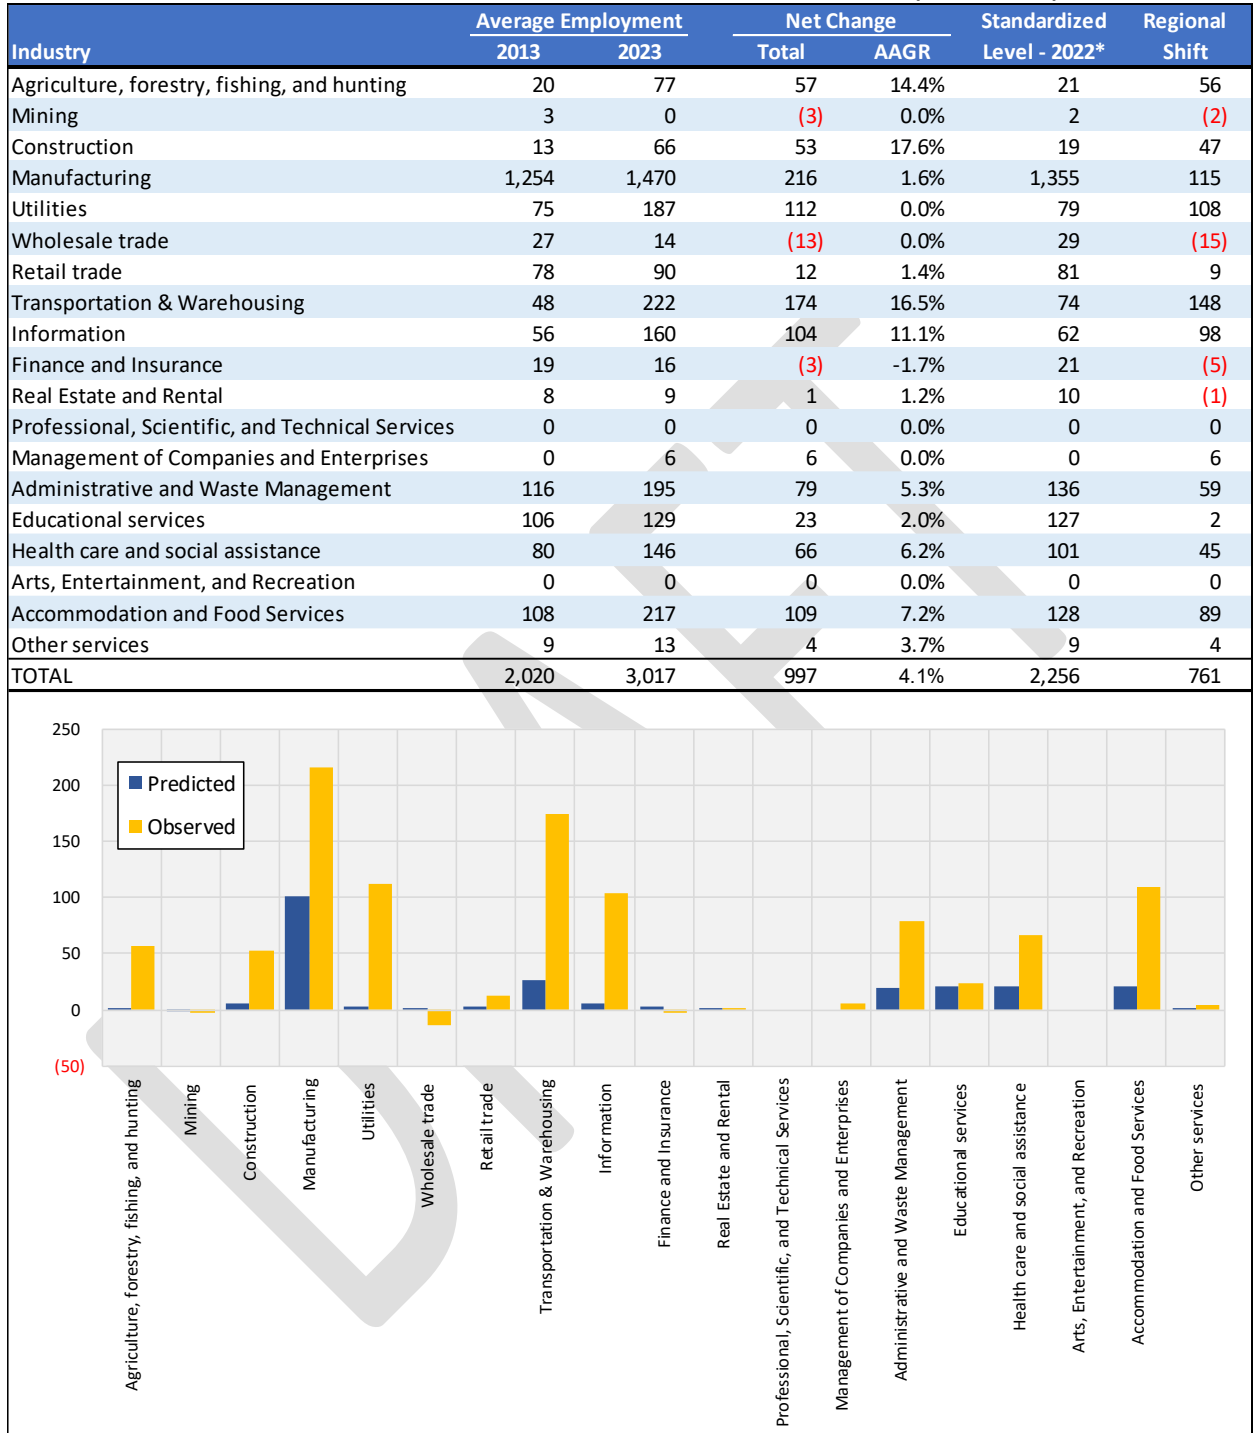 Average Employment Net Change Standardized Regional
Industry 2013 2023 Total AAGR Level - 2022* Shift
Agriculture, forestry, fishing, and hunting 20 77 57 14.4% 21 56
Mining 3 0 (3) 0.0% 2 (2)
Construction 13 66 53 17.6% 19 47
Manufacturing 1,254 1,470 216 1.6% 1,355 115
Utilities 75 187 112 0.0% 79 108
Wholesale trade 27 14 (13) 0.0% 29 (15)
Retail trade 78 90 12 1.4% 81 9
Transportation & Warehousing 48 222 174 16.5% 74 148
Information 56 160 104 11.1% 62 98
Finance and Insurance 19 16 (3) -1.7% 21 (5)
Real Estate and Rental 8 9 1 1.2% 10 (1)
Professional, Scientific, and Technical Services 0 0 0 0.0% 0 0
Management of Companies and Enterprises 0 6 6 0.0% 0 6
Administrative and Waste Management 116 195 79 5.3% 136 59
Educational services 106 129 23 2.0% 127 2
Health care and social assistance 80 146 66 6.2% 101 45
Arts, Entertainment, and Recreation 0 0 0 0.0% 0 0
Accommodation and Food Services 108 217 109 7.2% 128 89
Other services 9 13 4 3.7% 9 4
TOTAL 2,020 3,017 997 4.1% 2,256 761
250
200
150
100
50
0
(50)
Predicted
Observed
Agriculture, forestry, fishing, and hunting
Mining
Construction
Manufacturing
Utilities
Wholesale trade
Retail trade
Transportation & Warehousing
Information
Finance and Insurance
Real Estate and Rental
Professional, Scientific, and Technical Services
Management of Companies and Enterprises
Administrative and Waste Management
Educational services
Health care and social assistance
Arts, Entertainment, and Recreation
Accommodation and Food Services
Other services
DRAFT